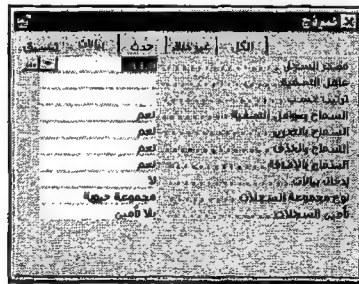 نموذج
الكل غير ذلك حدث بيانات تنسيق
مصدر السجل
عامل التصفية
ترتيب حسب
السماح بعوامل التصفية نعم
السماح بالتحرير نعم
السماح بالحذف نعم
السماح بالإضافة نعم
إدخال بيانات لا
نوع مجموعة السجلات مجموعة حيوية
تأمين السجلات بلا تأمين